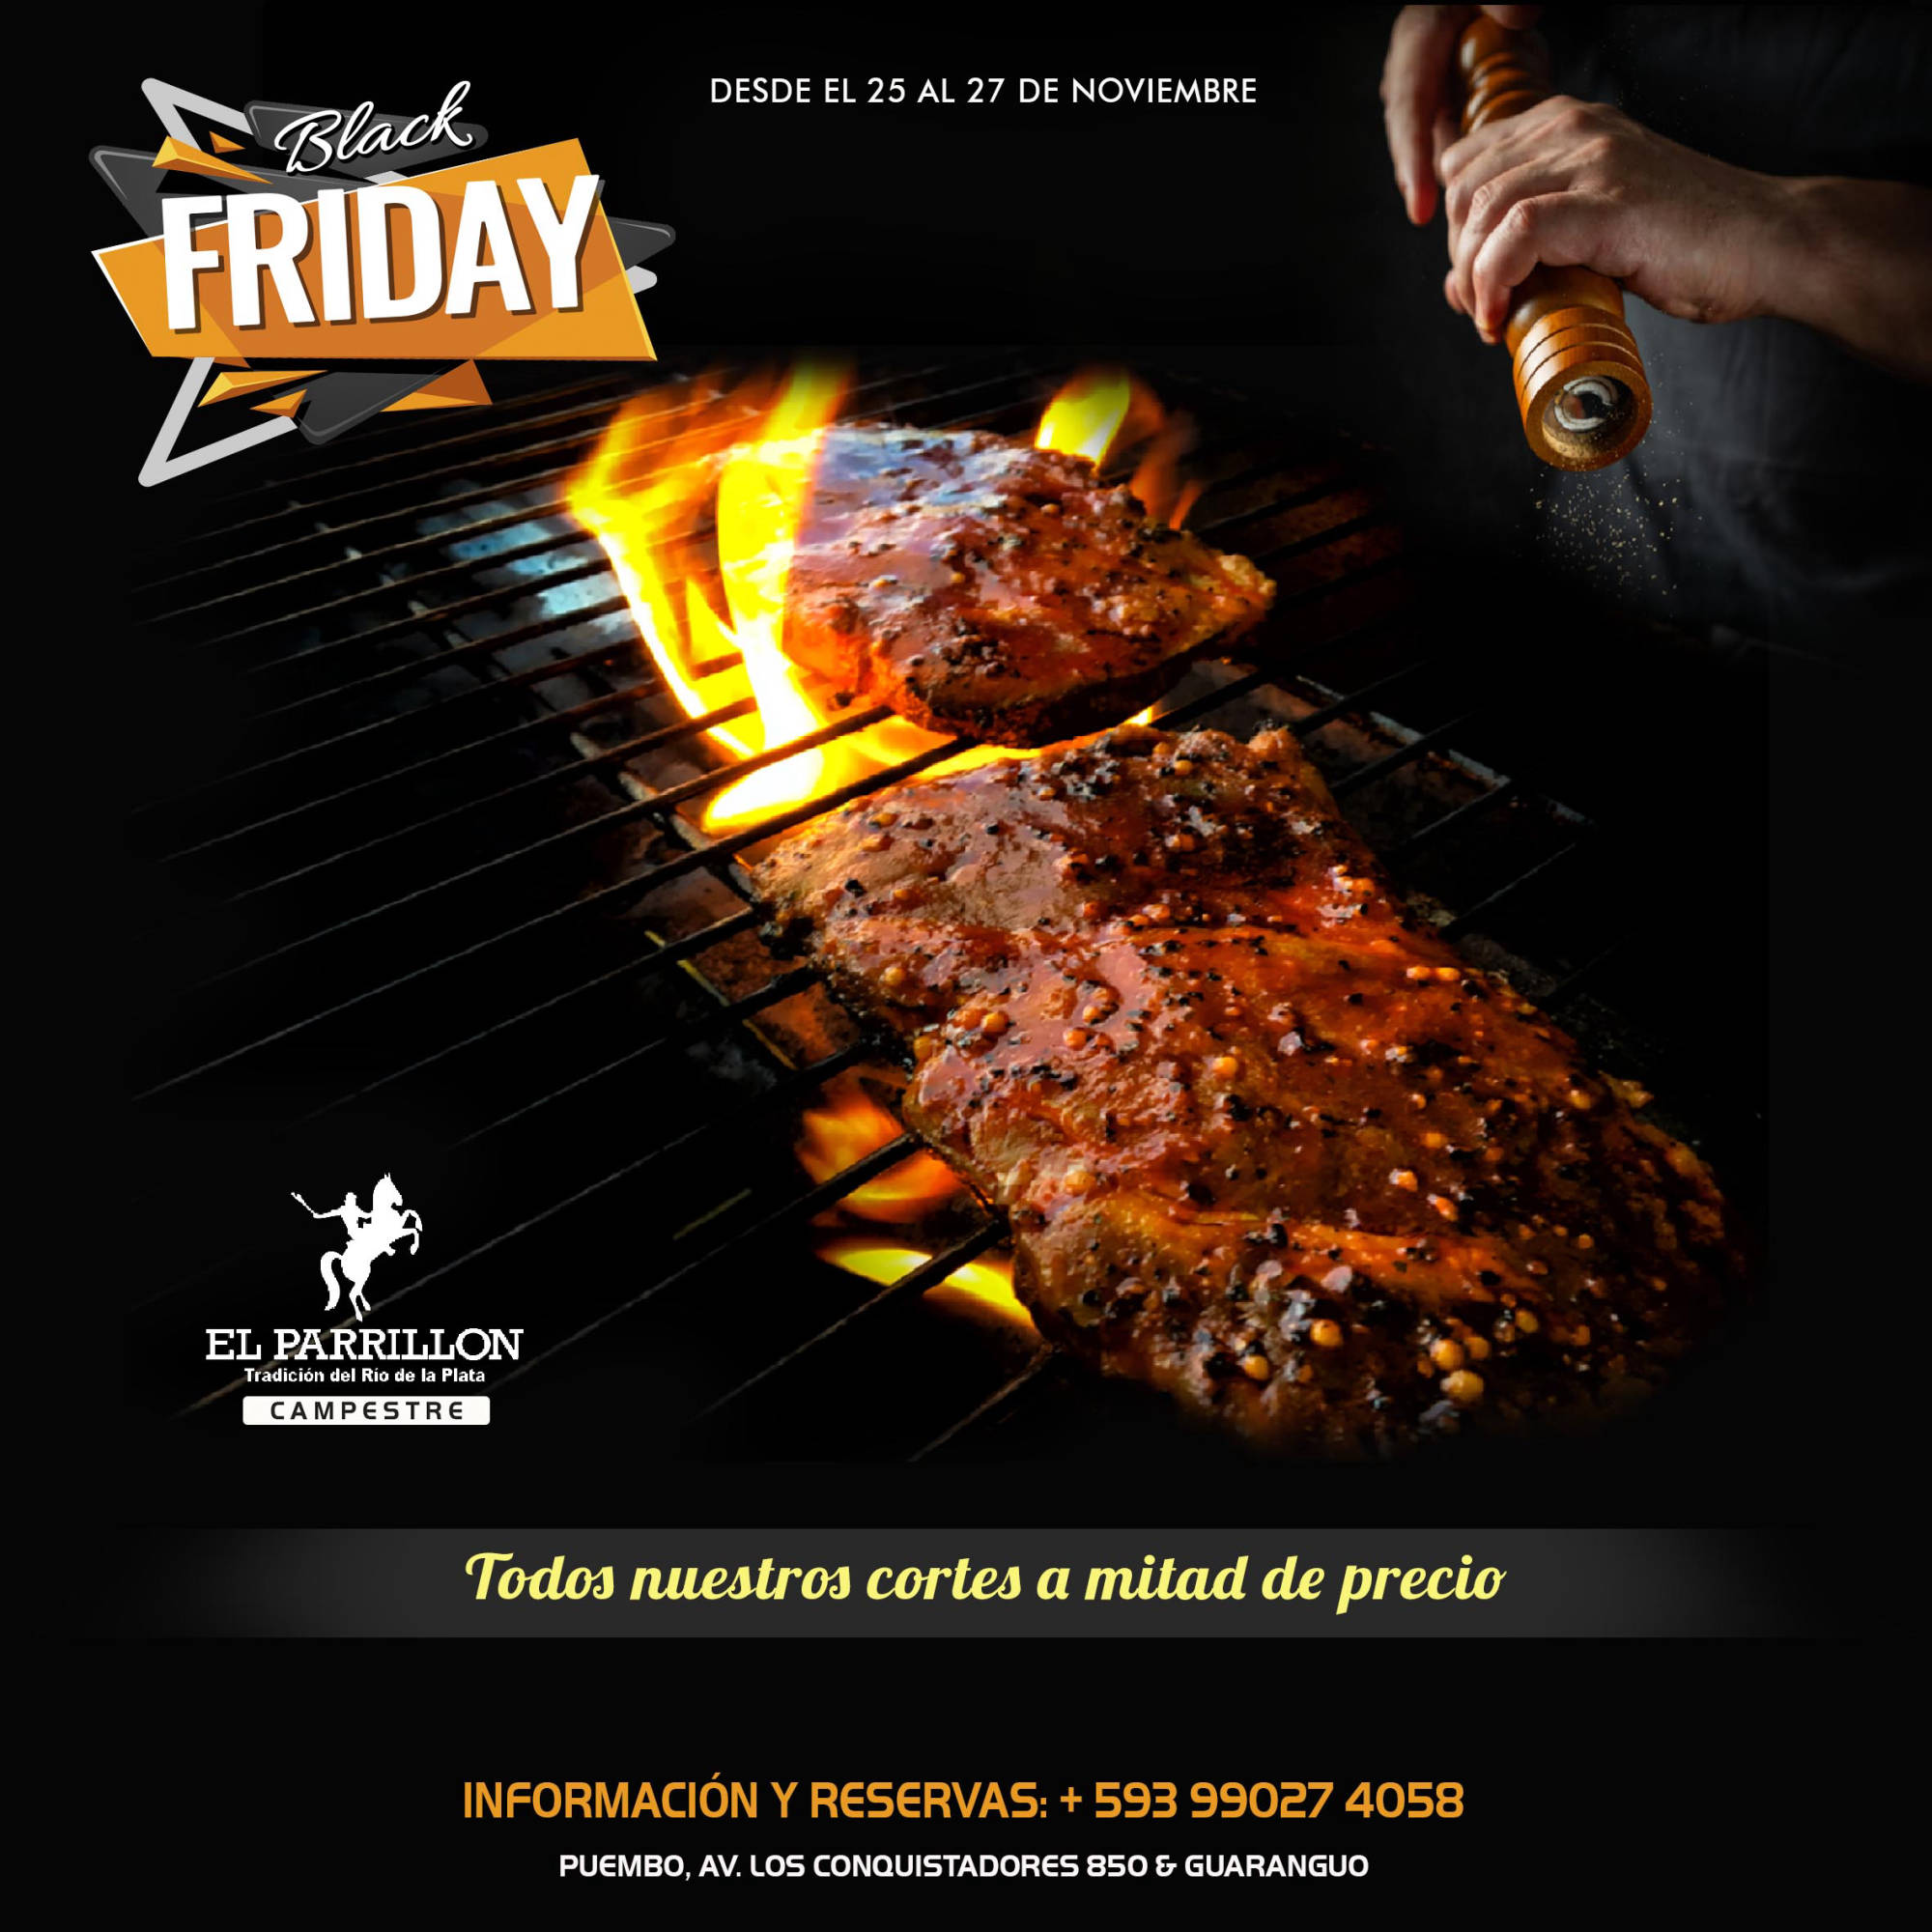 DESDE EL 25 AL 27 DE NOVIEMBRE
Black
FRIDAY
EL PARRILLON
Tradición del Río de la Plata
CAMPESTRE
Todos nuestros cortes a mitad de precio
INFORMACIÓN Y RESERVAS: + 593 99027 4058
PUEMBO, AV. LOS CONQUISTADORES 850 & GUARANGUO